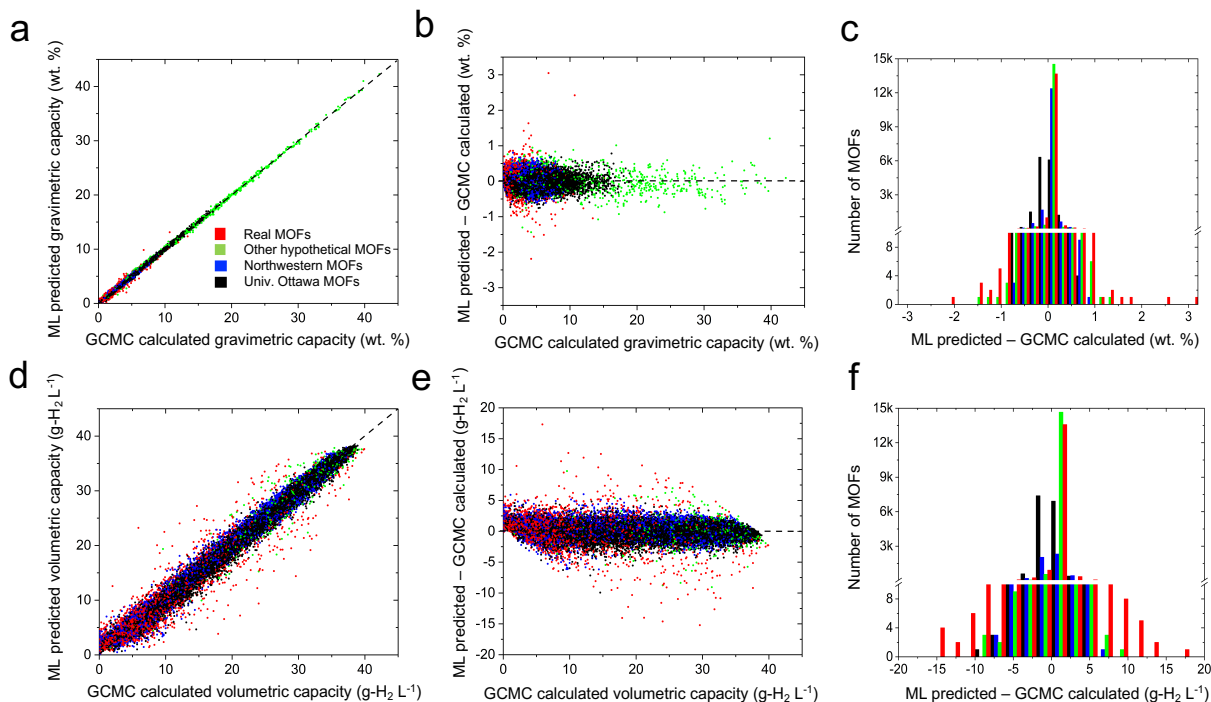 a
ML predicted gravimetric capacity (wt. %)
40
30
20
10
0
0 10 20 30 40
GCMC calculated gravimetric capacity (wt. %)
Real MOFs
Other hypothetical MOFs
Northwestern MOFs
Univ. Ottawa MOFs
b
ML predicted – GCMC calculated (wt. %)
3
2
1
0
-1
-2
-3
0 10 20 30 40
GCMC calculated gravimetric capacity (wt. %)
c
Number of MOFs
15k
12k
9k
6k
3k
8
4
0
-3 -2 -1 0 1 2 3
ML predicted – GCMC calculated (wt. %)
d
ML predicted volumetric capacity (g-H₂ L⁻¹)
40
30
20
10
0
0 10 20 30 40
GCMC calculated volumetric capacity (g-H₂ L⁻¹)
e
ML predicted – GCMC calculated (g-H₂ L⁻¹)
20
15
10
5
0
-5
-10
-15
-20
0 10 20 30 40
GCMC calculated volumetric capacity (g-H₂ L⁻¹)
f
Number of MOFs
15k
12k
9k
6k
3k
8
4
0
-20 -15 -10 -5 0 5 10 15 20
ML predicted – GCMC calculated (g-H₂ L⁻¹)